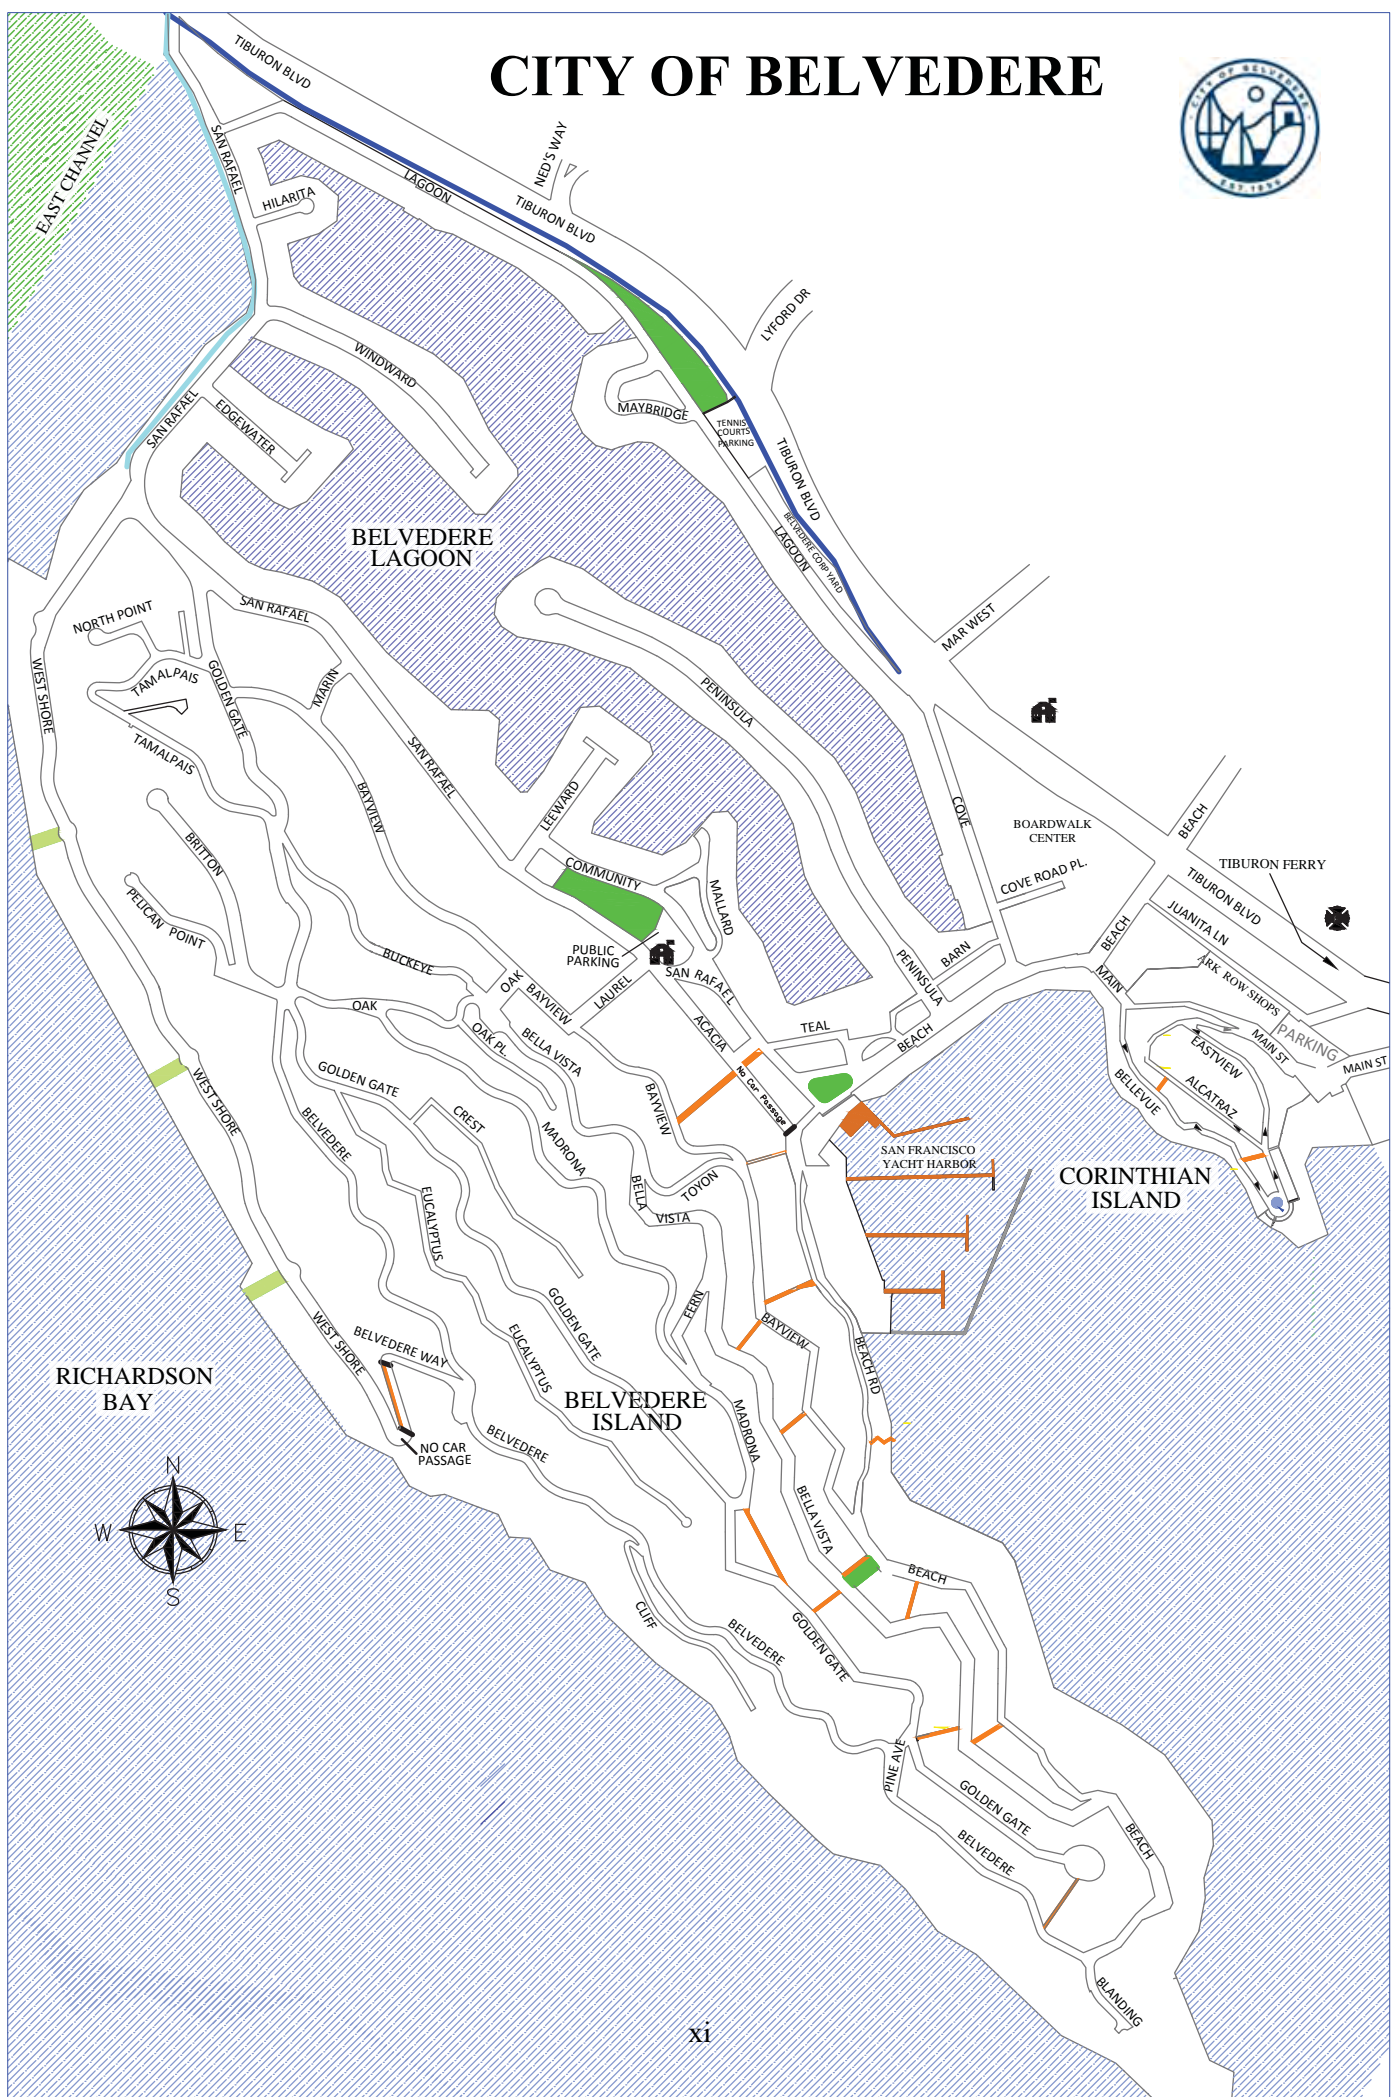 CITY OF BELVEDERE
CITY OF BELVEDERE
EST. 1896
TIBURON BLVD
EAST CHANNEL
SAN RAFAEL
NED'S WAY
LAGOON
HILARITA
TIBURON BLVD
LYFORD DR
WINDWARD
SAN RAFAEL
EDGEWATER
MAYBRIDGE
TENNIS
COURTS
PARKING
TIBURON BLVD
BELVEDERE CORP YARD
LAGOON
BELVEDERE
LAGOON
NORTH POINT
SAN RAFAEL
MAR WEST
WEST SHORE
TAMALPAIS
GOLDEN GATE
MARIN
PENINSULA
TAMALPAIS
SAN RAFAEL
BAYVIEW
LEEWARD
COVE
BEACH
BOARDWALK
CENTER
BRITTON
COMMUNITY
COVE ROAD PL.
TIBURON FERRY
TIBURON BLVD
PELICAN POINT
MALLARD
JUANITA LN
BUCKEYE
PUBLIC
PARKING
BARN
BEACH
OAK
BAYVIEW
LAUREL
SAN RAFAEL
PENINSULA
MAIN
ARK ROW SHOPS
OAK
OAK PL.
BELLA VISTA
ACACIA
TEAL
BEACH
MAIN ST
PARKING
MAIN ST
EASTVIEW
ALCATRAZ
BELLEVUE
WEST SHORE
GOLDEN GATE
CREST
BELVEDERE
MADRONA
BAYVIEW
No Car Passage
SAN FRANCISCO
YACHT HARBOR
CORINTHIAN
ISLAND
EUCALYPTUS
BELLA
VISTA
TOYON
FERN
GOLDEN GATE
BAYVIEW
WEST SHORE
BELVEDERE WAY
EUCALYPTUS
BEACH RD
RICHARDSON
BAY
BELVEDERE
ISLAND
MADRONA
BELVEDERE
NO CAR
PASSAGE
N
W
E
S
BELLA VISTA
BEACH
CLIFF
BELVEDERE
GOLDEN GATE
PINE AVE
GOLDEN GATE
BELVEDERE
BEACH
BLANDING
xi